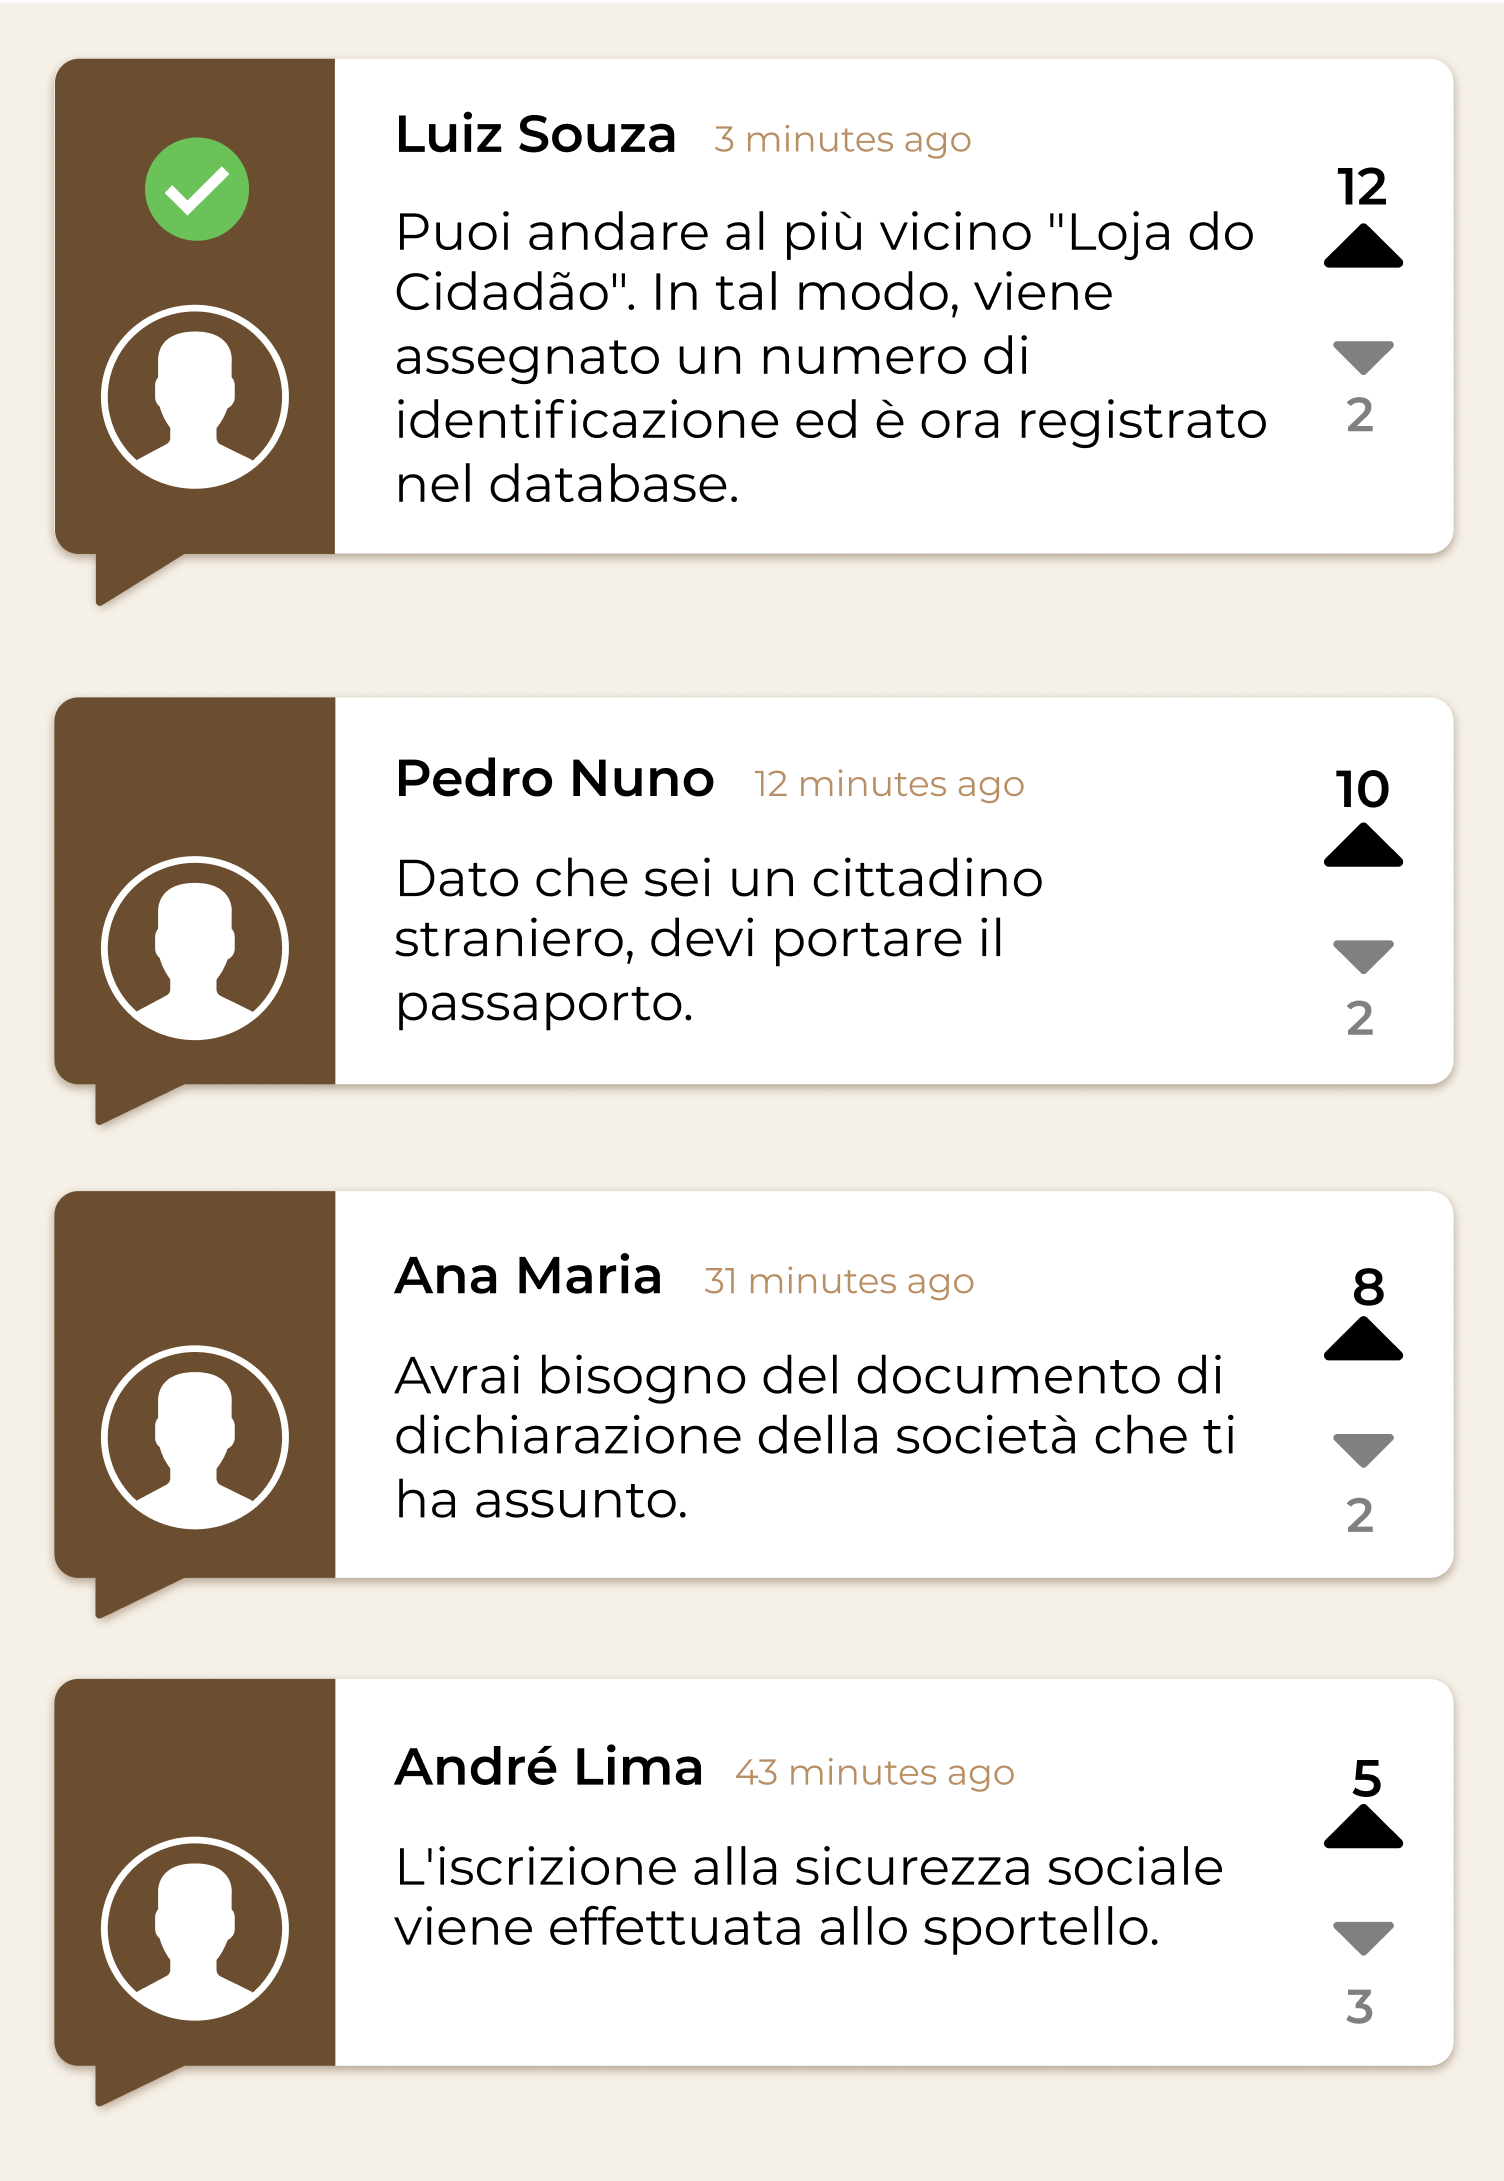 Luiz Souza 3 minutes ago
12
Puoi andare al più vicino "Loja do
Cidadão". In tal modo, viene
assegnato un numero di
identificazione ed è ora registrato
2
nel database.
Pedro Nuno 12 minutes ago
10
Dato che sei un cittadino
straniero, devi portare il
passaporto.
2
Ana Maria 31 minutes ago
8
Avrai bisogno del documento di
dichiarazione della società che ti
ha assunto.
2
André Lima 43 minutes ago
5
L'iscrizione alla sicurezza sociale
viene effettuata allo sportello.
3